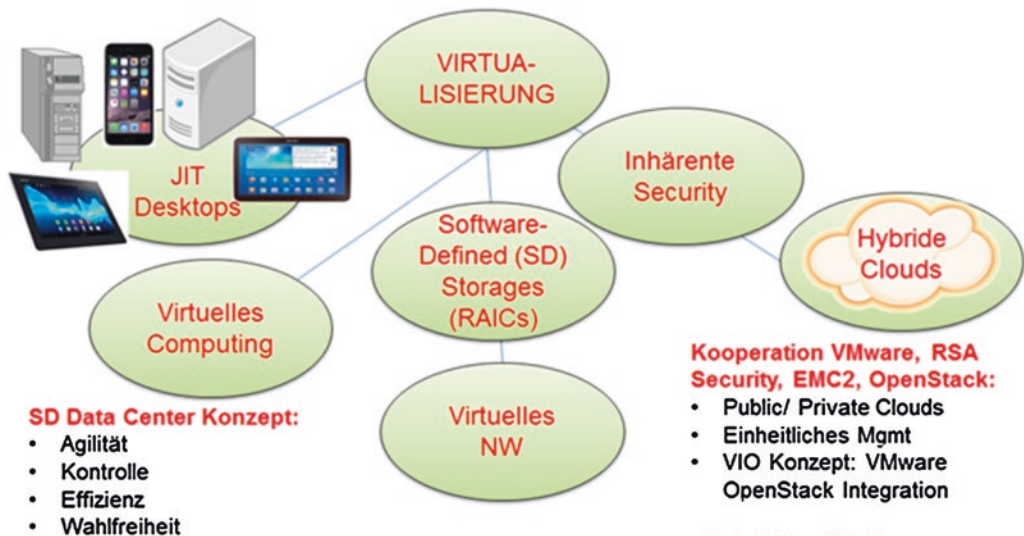 VIRTUA-
LISIERUNG
JIT
Desktops
Inhärente
Security
Software-
Defined (SD)
Storages
(RAICs)
Hybride
Clouds
Virtuelles
Computing
Virtuelles
NW
SD Data Center Konzept:
• Agilität
• Kontrolle
• Effizienz
• Wahlfreiheit
Kooperation VMware, RSA
Security, EMC2, OpenStack:
• Public/ Private Clouds
• Einheitliches Mgmt
• VIO Konzept: VMware
OpenStack Integration